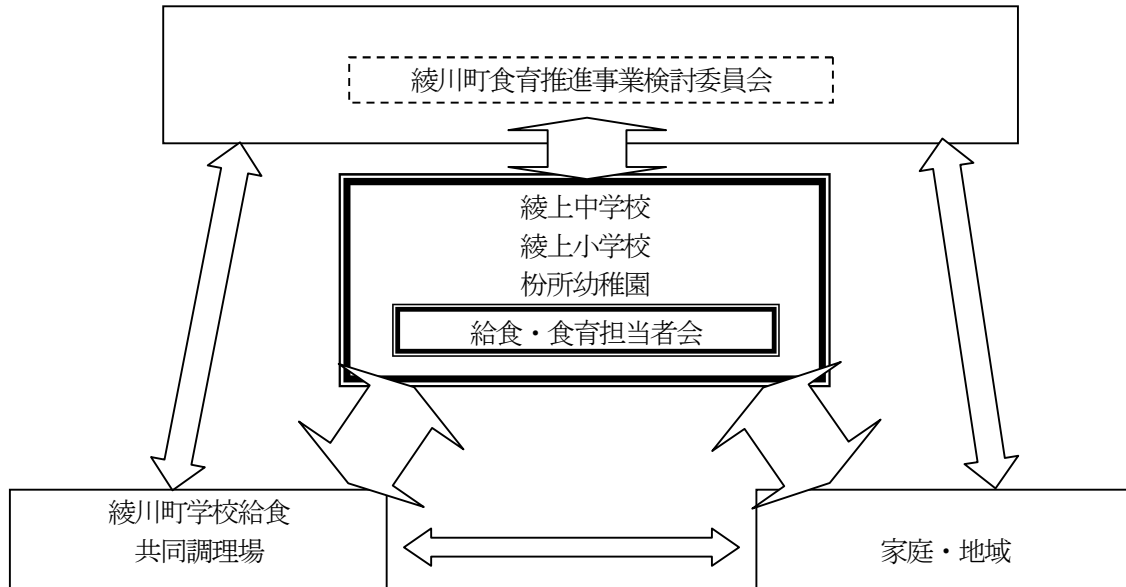 綾川町食育推進事業検討委員会
綾上中学校
綾上小学校
枌所幼稚園
給食・食育担当者会
綾川町学校給食
共同調理場
家庭・地域